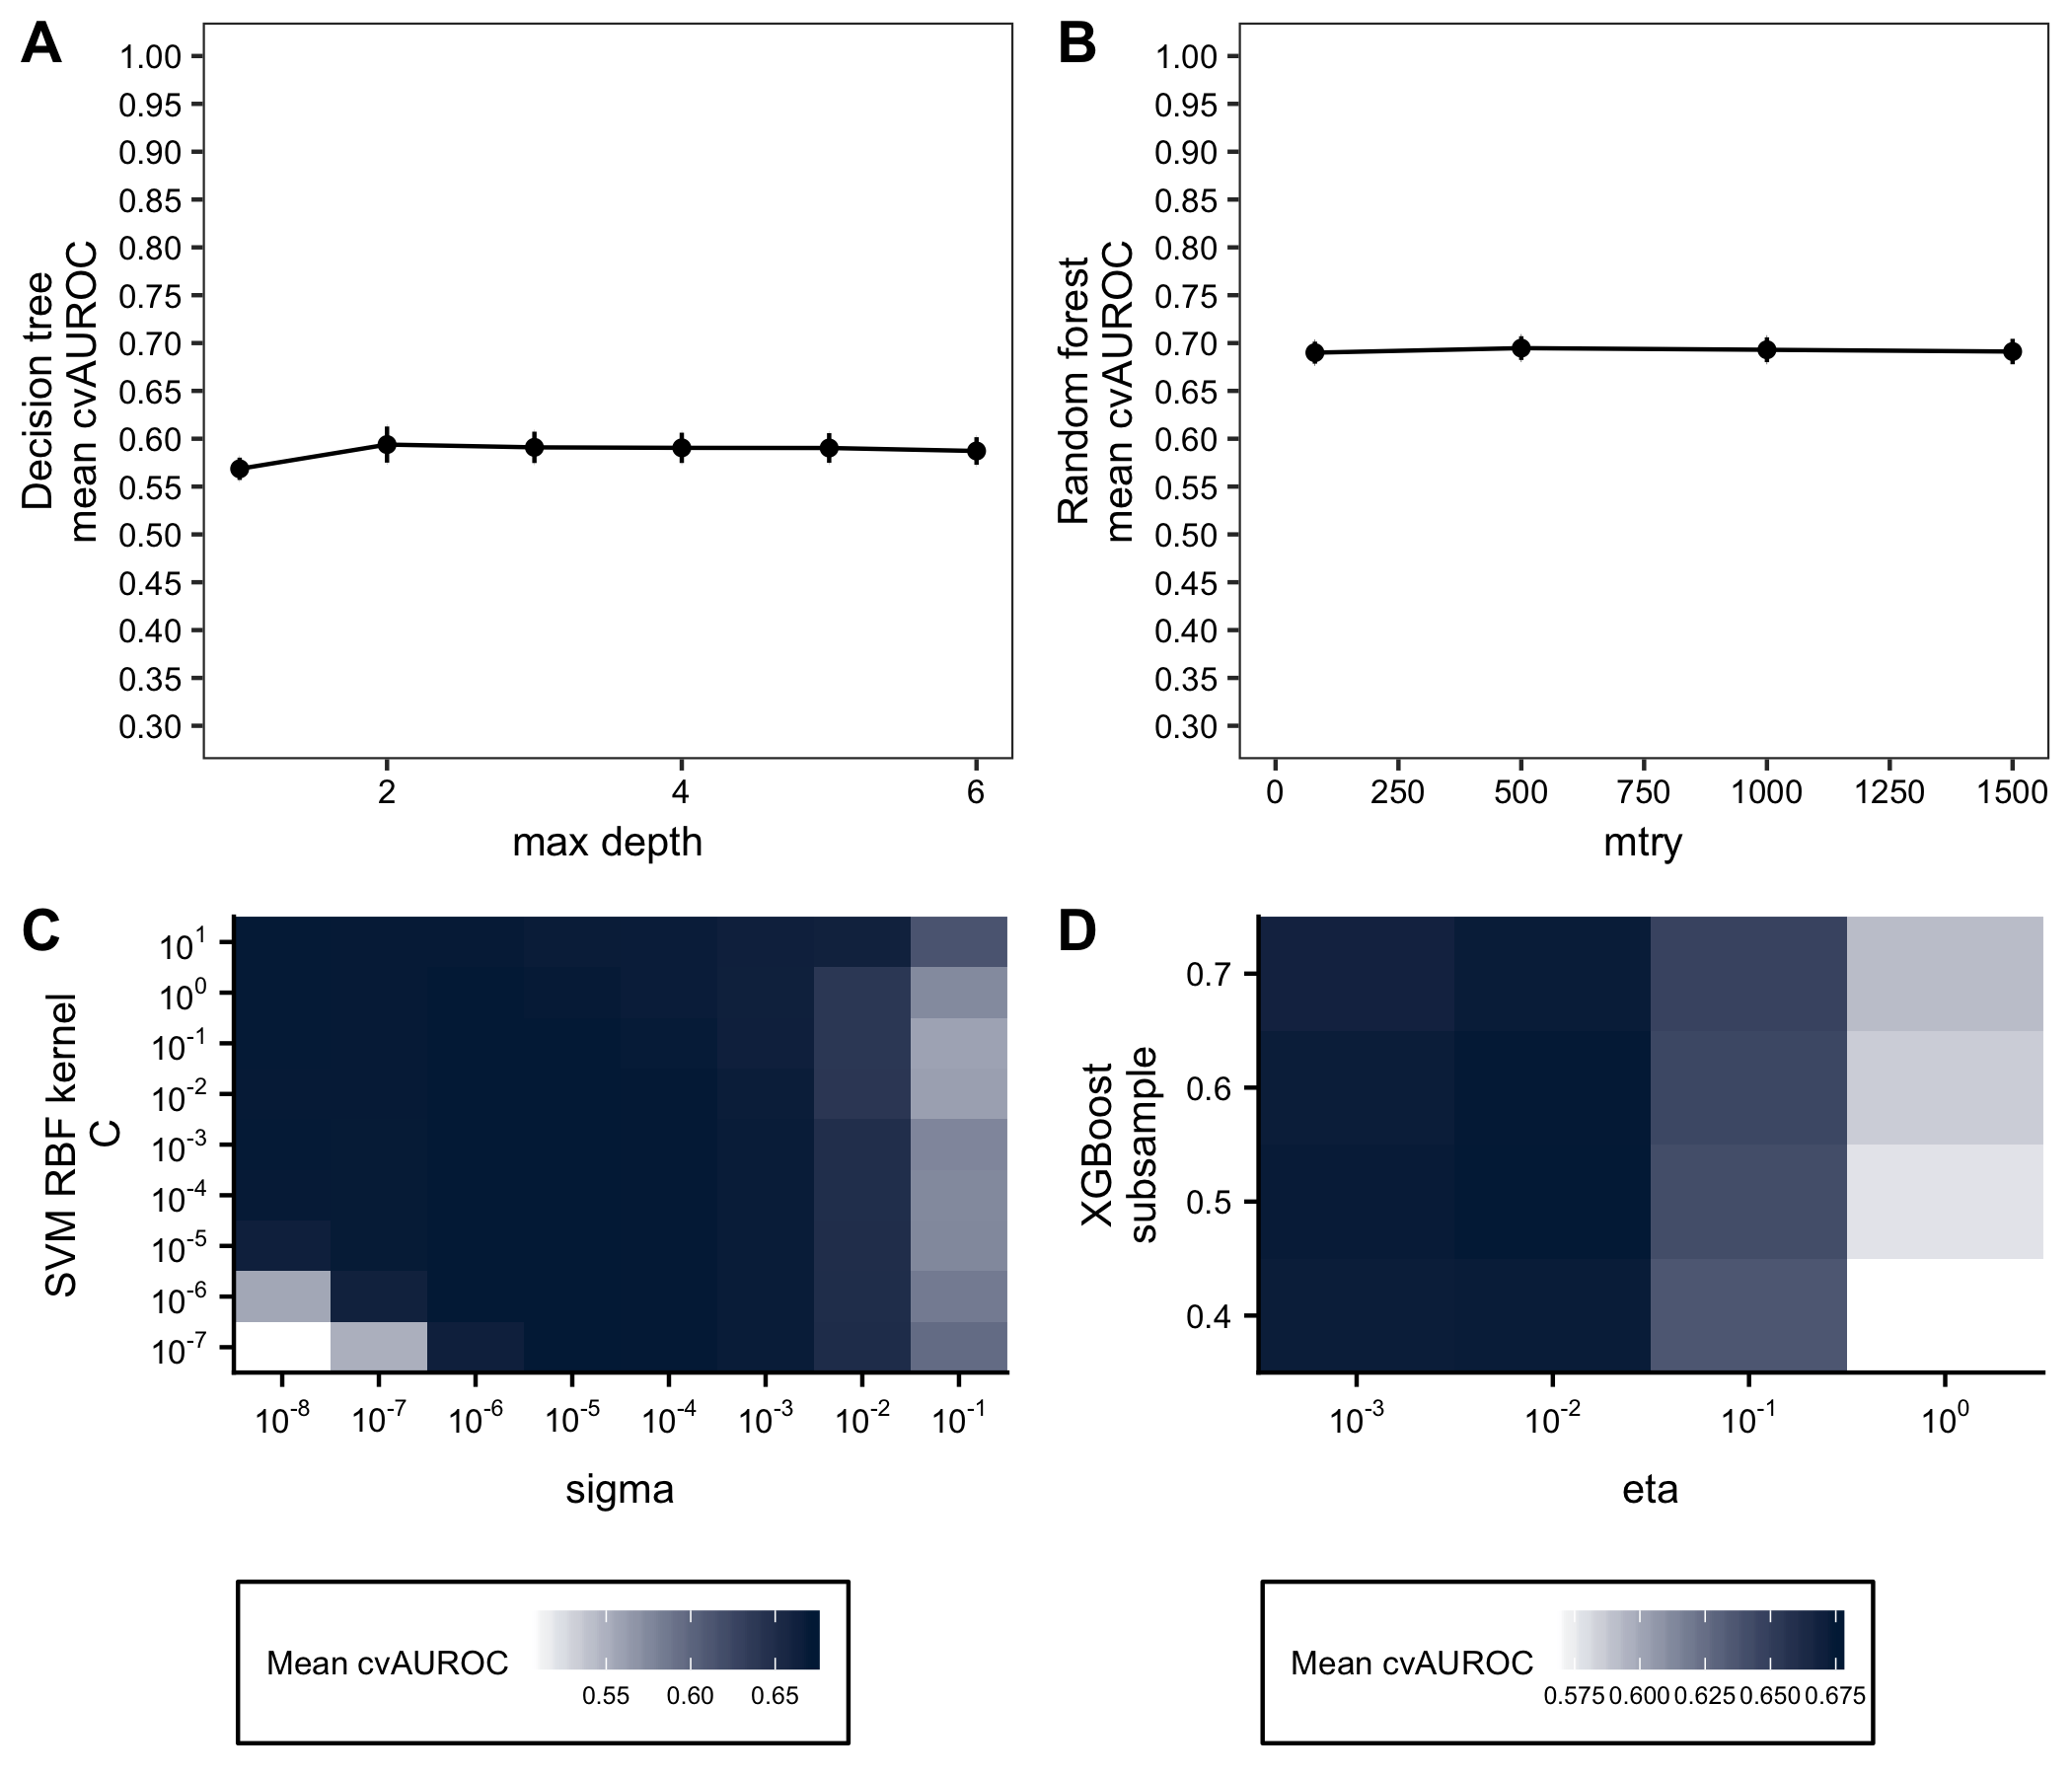 A
Decision tree
mean cvAUROC
1.00
0.95
0.90
0.85
0.80
0.75
0.70
0.65
0.60
0.55
0.50
0.45
0.40
0.35
0.30
2 4 6
max depth
B
Random forest
mean cvAUROC
1.00
0.95
0.90
0.85
0.80
0.75
0.70
0.65
0.60
0.55
0.50
0.45
0.40
0.35
0.30
0 250 500 750 1000 1250 1500
mtry
C
SVM RBF kernel
C
10¹
10⁰
10⁻¹
10⁻²
10⁻³
10⁻⁴
10⁻⁵
10⁻⁶
10⁻⁷
10⁻⁸ 10⁻⁷ 10⁻⁶ 10⁻⁵ 10⁻⁴ 10⁻³ 10⁻² 10⁻¹
sigma
Mean cvAUROC
0.55 0.60 0.65
D
XGBoost
subsample
0.7
0.6
0.5
0.4
10⁻³ 10⁻² 10⁻¹ 10⁰
eta
Mean cvAUROC
0.575 0.600 0.625 0.650 0.675